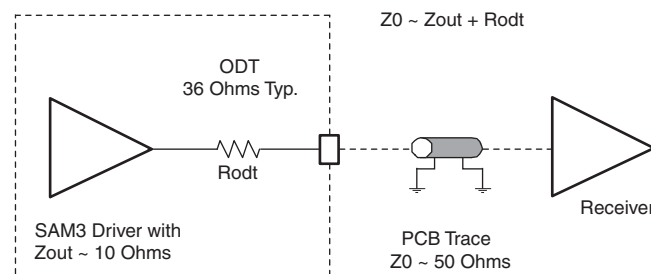 Z0 ~ Zout + Rodt
ODT
36 Ohms Typ.
Rodt
Receiver
SAM3 Driver with
Zout ~ 10 Ohms
PCB Trace
Z0 ~ 50 Ohms